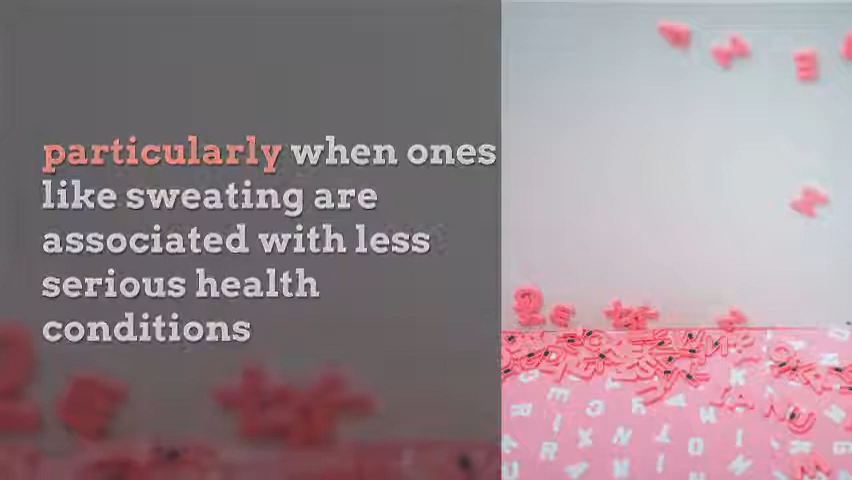 particularly when ones
like sweating are
associated with less
serious health
conditions